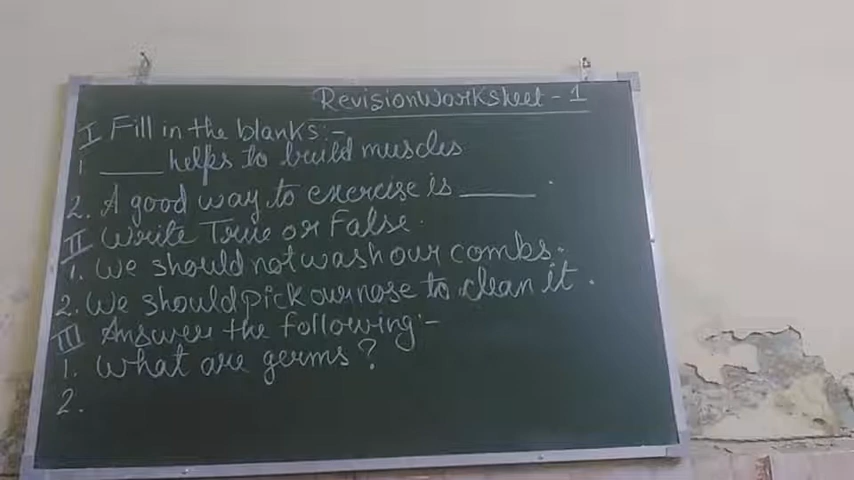 Revision WorkSheet - 1
I Fill in the blanks:-
1 ______ helps to build muscles
2. A good way to exercise is ________ .
II Write True or False.
1. We should not wash our combs.
2. We should pick our nose to clean it.
III Answer the following:-
1. What are germs?
2.